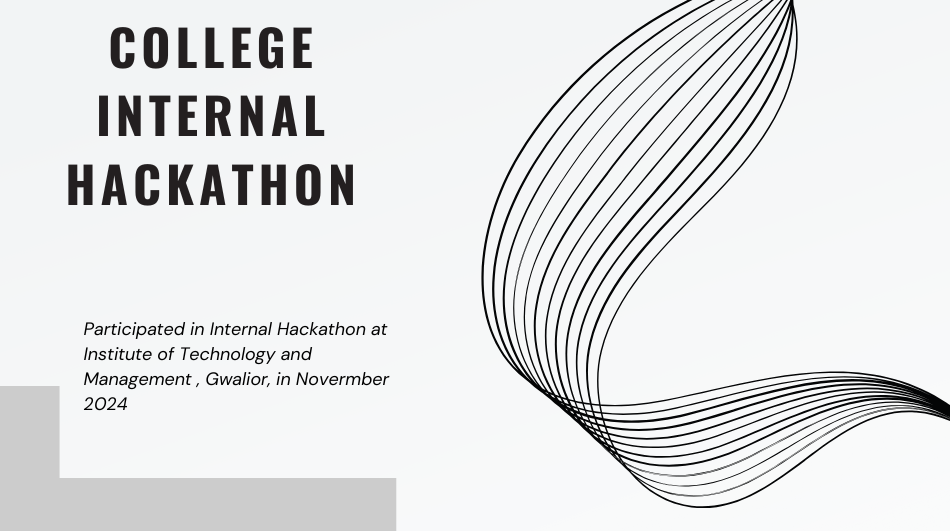 COLLEGE
INTERNAL
HACKATHON
Participated in Internal Hackathon at
Institute of Technology and
Management , Gwalior, in Novermber
2024